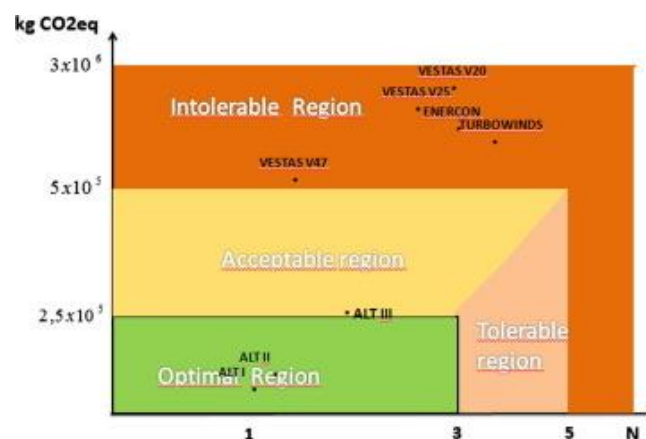 kg CO2eq
3x10⁶
VESTAS V20
VESTAS V25
Intolerable Region
ENERCON
TURBOWINDS
VESTAS V47
5x10⁵
Acceptable region
2,5x10⁵
ALT III
Tolerable
region
ALT II
ALT I
Optimal Region
1 3 5 N